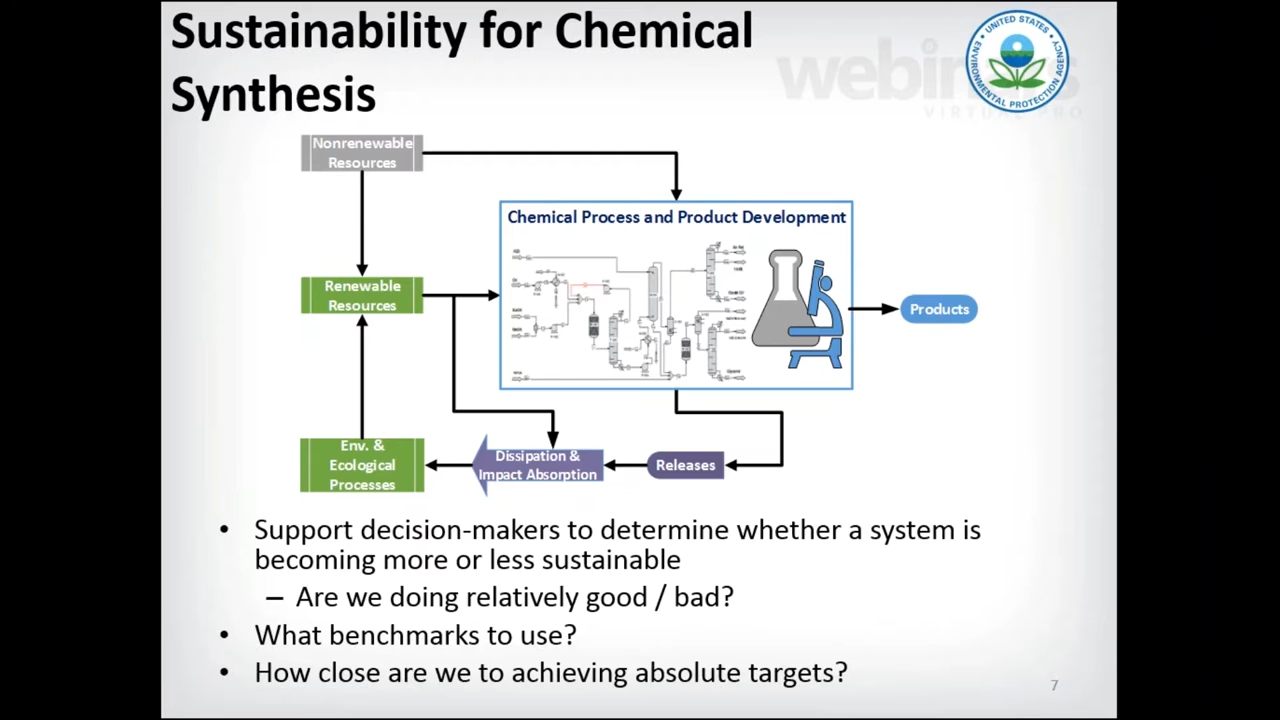 Sustainability for Chemical
Synthesis
UNITED STATES
ENVIRONMENTAL PROTECTION AGENCY
VIRTUAL PRO
Nonrenewable
Resources
Chemical Process and Product Development
Renewable
Resources
Products
Env. &
Ecological
Processes
Dissipation &
Impact Absorption
Releases
• Support decision-makers to determine whether a system is
becoming more or less sustainable
– Are we doing relatively good / bad?
• What benchmarks to use?
• How close are we to achieving absolute targets?
7